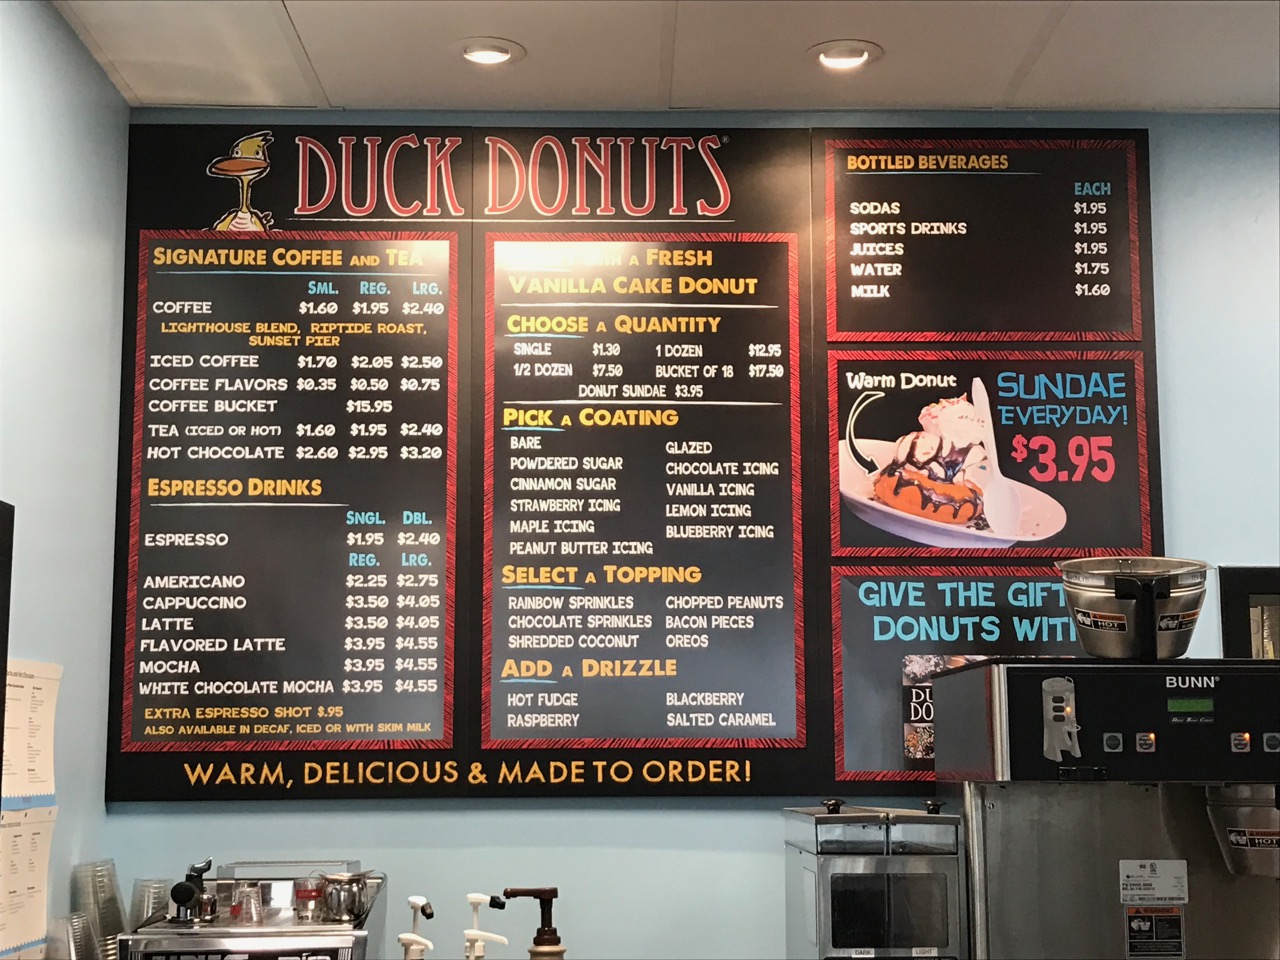 DUCK DONUTS®
SIGNATURE COFFEE AND TEA
SML. REG. LRG.
COFFEE $1.60 $1.95 $2.40
LIGHTHOUSE BLEND, RIPTIDE ROAST,
SUNSET PIER
ICED COFFEE $1.70 $2.05 $2.50
COFFEE FLAVORS $0.35 $0.50 $0.75
COFFEE BUCKET $15.95
TEA (ICED OR HOT) $1.60 $1.95 $2.40
HOT CHOCOLATE $2.60 $2.95 $3.20
ESPRESSO DRINKS
SNGL. DBL.
ESPRESSO $1.95 $2.40
REG. LRG.
AMERICANO $2.25 $2.75
CAPPUCCINO $3.50 $4.05
LATTE $3.50 $4.05
FLAVORED LATTE $3.95 $4.55
MOCHA $3.95 $4.55
WHITE CHOCOLATE MOCHA $3.95 $4.55
EXTRA ESPRESSO SHOT $.95
ALSO AVAILABLE IN DECAF, ICED OR WITH SKIM MILK
A FRESH
VANILLA CAKE DONUT
CHOOSE A QUANTITY
SINGLE $1.30 1 DOZEN $12.95
1/2 DOZEN $7.50 BUCKET OF 18 $17.50
DONUT SUNDAE $3.95
PICK A COATING
BARE GLAZED
POWDERED SUGAR CHOCOLATE ICING
CINNAMON SUGAR VANILLA ICING
STRAWBERRY ICING LEMON ICING
MAPLE ICING BLUEBERRY ICING
PEANUT BUTTER ICING
SELECT A TOPPING
RAINBOW SPRINKLES CHOPPED PEANUTS
CHOCOLATE SPRINKLES BACON PIECES
SHREDDED COCONUT OREOS
ADD A DRIZZLE
HOT FUDGE BLACKBERRY
RASPBERRY SALTED CARAMEL
WARM, DELICIOUS & MADE TO ORDER!
BOTTLED BEVERAGES
EACH
SODAS $1.95
SPORTS DRINKS $1.95
JUICES $1.95
WATER $1.75
MILK $1.60
Warm Donut
SUNDAE
EVERYDAY!
$3.95
GIVE THE GIFT
DONUTS WIT
DU
DO
BUNN®
HOT
HOT
WARNING
DARK LIGHT